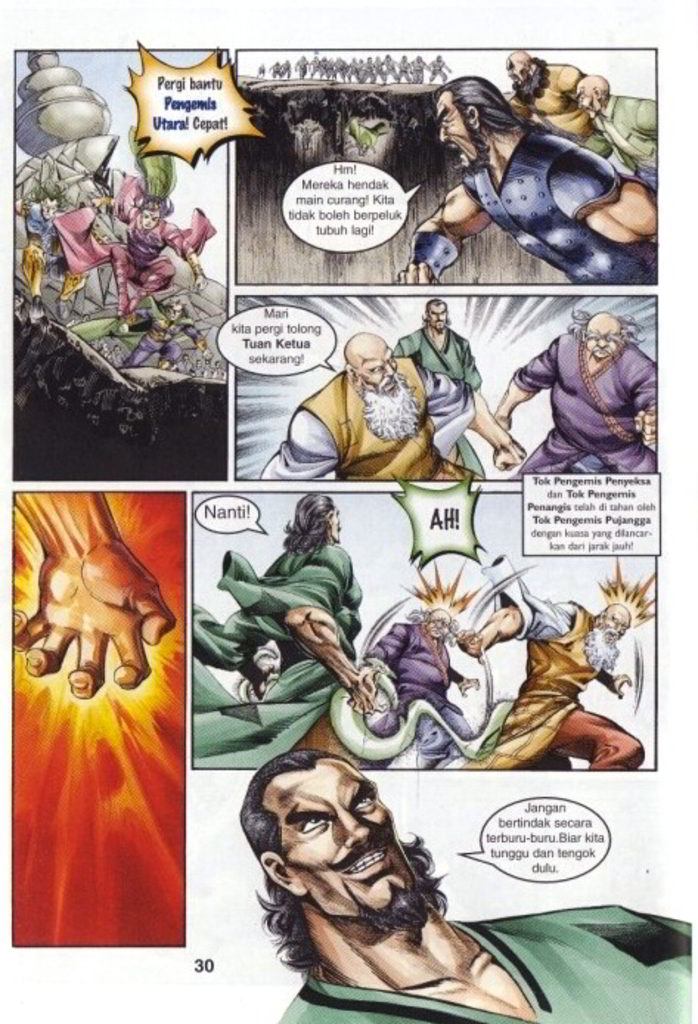 Pergi bantu
Pengemis
Utara! Cepat!
Hm!
Mereka hendak
main curang! Kita
tidak boleh berpeluk
tubuh lagi!
Mari
kita pergi tolong
Tuan Ketua
sekarang!
Tok Pengemis Penyeksa
dan Tok Pengemis
Penangis telah di tahan oleh
Tok Pengemis Pujangga
dengan kuasa yang dilancar-
kan dari jarak jauh!
Nanti!
AH!
Jangan
bertindak secara
terburu-buru.Biar kita
tunggu dan tengok
dulu.
30